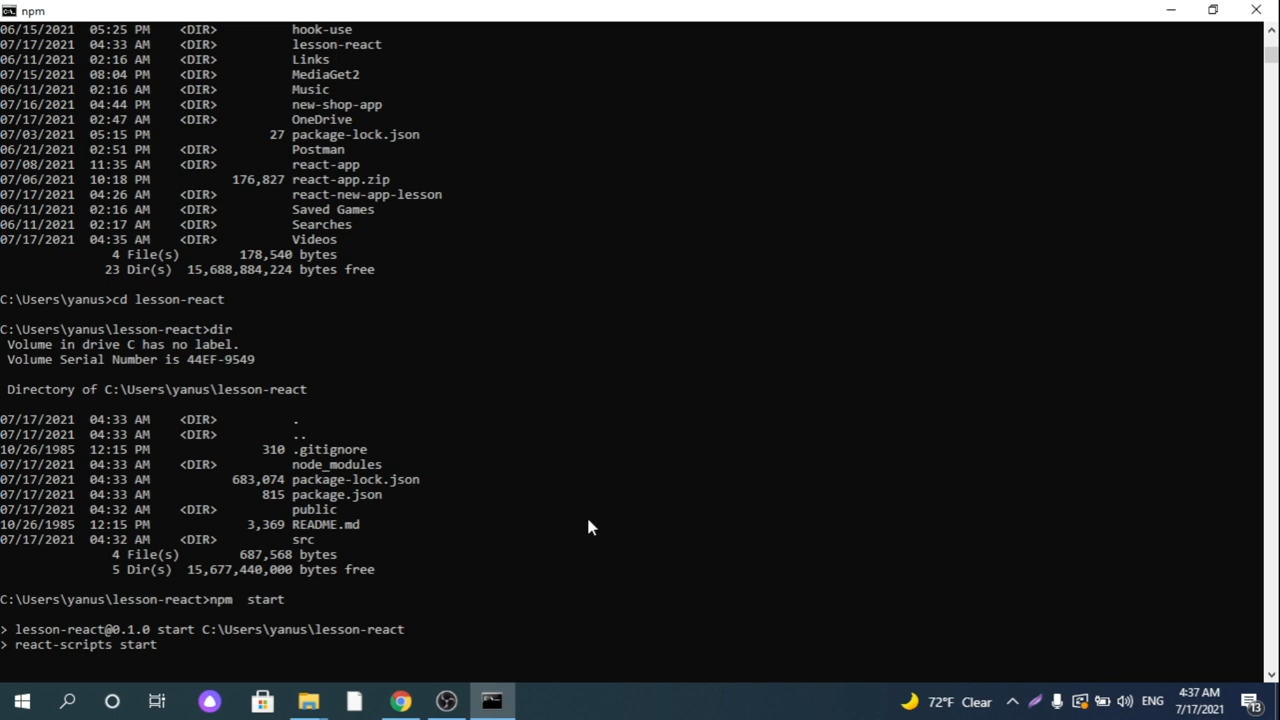 npm
06/15/2021  05:25 PM    <DIR>          hook-use
07/17/2021  04:33 AM    <DIR>          lesson-react
06/11/2021  02:16 AM    <DIR>          Links
07/15/2021  08:04 PM    <DIR>          MediaGet2
06/11/2021  02:16 AM    <DIR>          Music
07/16/2021  04:44 PM    <DIR>          new-shop-app
07/17/2021  02:47 AM    <DIR>          OneDrive
07/03/2021  05:15 PM                27 package-lock.json
06/21/2021  02:51 PM    <DIR>          Postman
07/08/2021  11:35 AM    <DIR>          react-app
07/06/2021  10:18 PM           176,827 react-app.zip
07/17/2021  04:26 AM    <DIR>          react-new-app-lesson
06/11/2021  02:16 AM    <DIR>          Saved Games
06/11/2021  02:17 AM    <DIR>          Searches
07/17/2021  04:35 AM    <DIR>          Videos
               4 File(s)        178,540 bytes
              23 Dir(s)  15,688,884,224 bytes free
C:\Users\yanus>cd lesson-react
C:\Users\yanus\lesson-react>dir
 Volume in drive C has no label.
 Volume Serial Number is 44EF-9549
 Directory of C:\Users\yanus\lesson-react
07/17/2021  04:33 AM    <DIR>          .
07/17/2021  04:33 AM    <DIR>          ..
10/26/1985  12:15 PM               310 .gitignore
07/17/2021  04:33 AM    <DIR>          node_modules
07/17/2021  04:33 AM           683,074 package-lock.json
07/17/2021  04:33 AM               815 package.json
07/17/2021  04:32 AM    <DIR>          public
10/26/1985  12:15 PM             3,369 README.md
07/17/2021  04:32 AM    <DIR>          src
               4 File(s)        687,568 bytes
               5 Dir(s)  15,677,440,000 bytes free
C:\Users\yanus\lesson-react>npm  start
> lesson-react@0.1.0 start C:\Users\yanus\lesson-react
> react-scripts start
72°F Clear
ENG
4:37 AM
7/17/2021
13